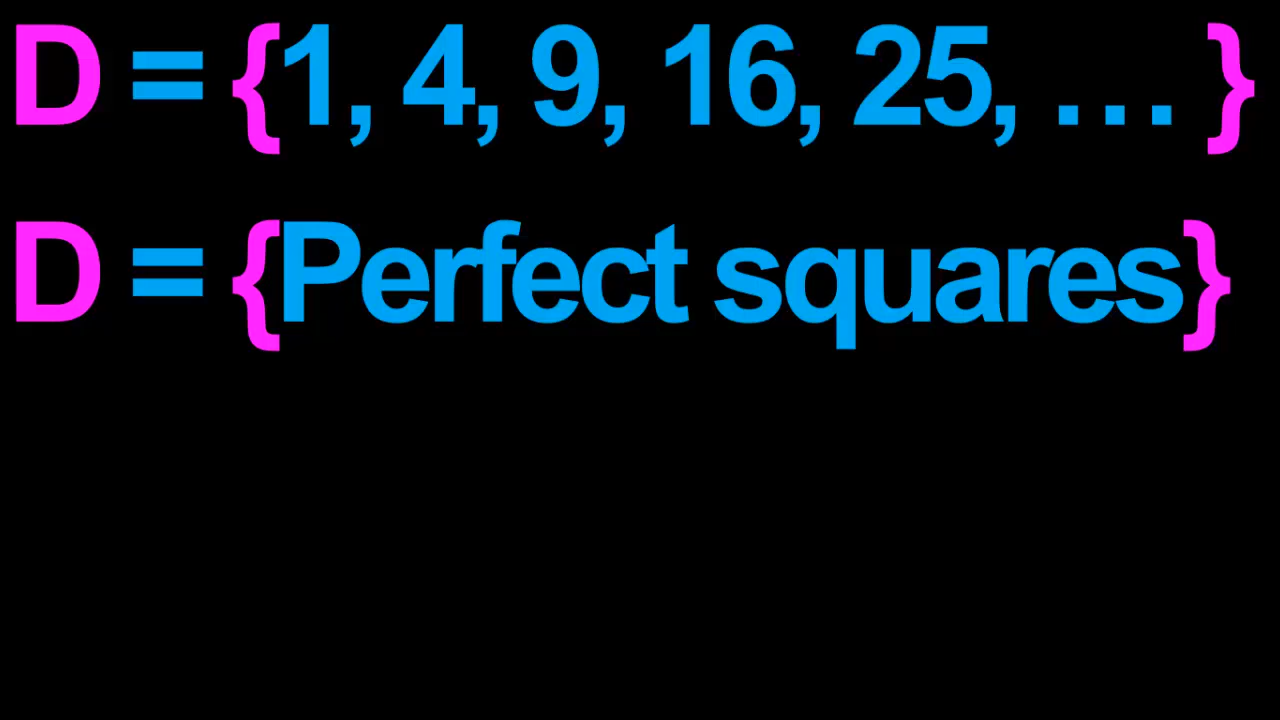 D = {1, 4, 9, 16, 25, . . . }
D = {Perfect squares}